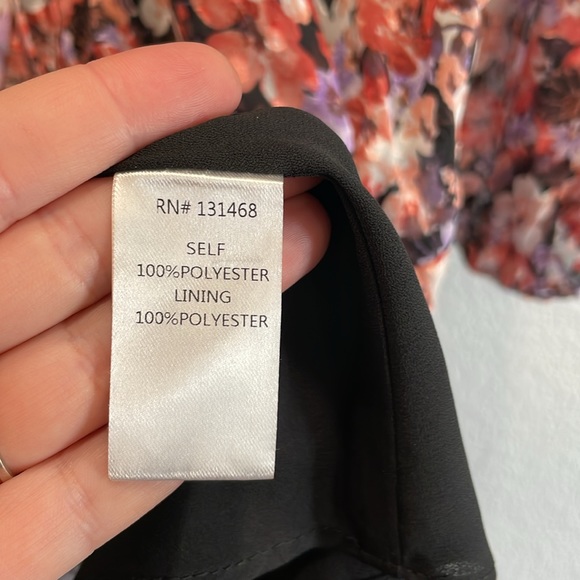 RN# 131468
SELF
100%POLYESTER
LINING
100%POLYESTER